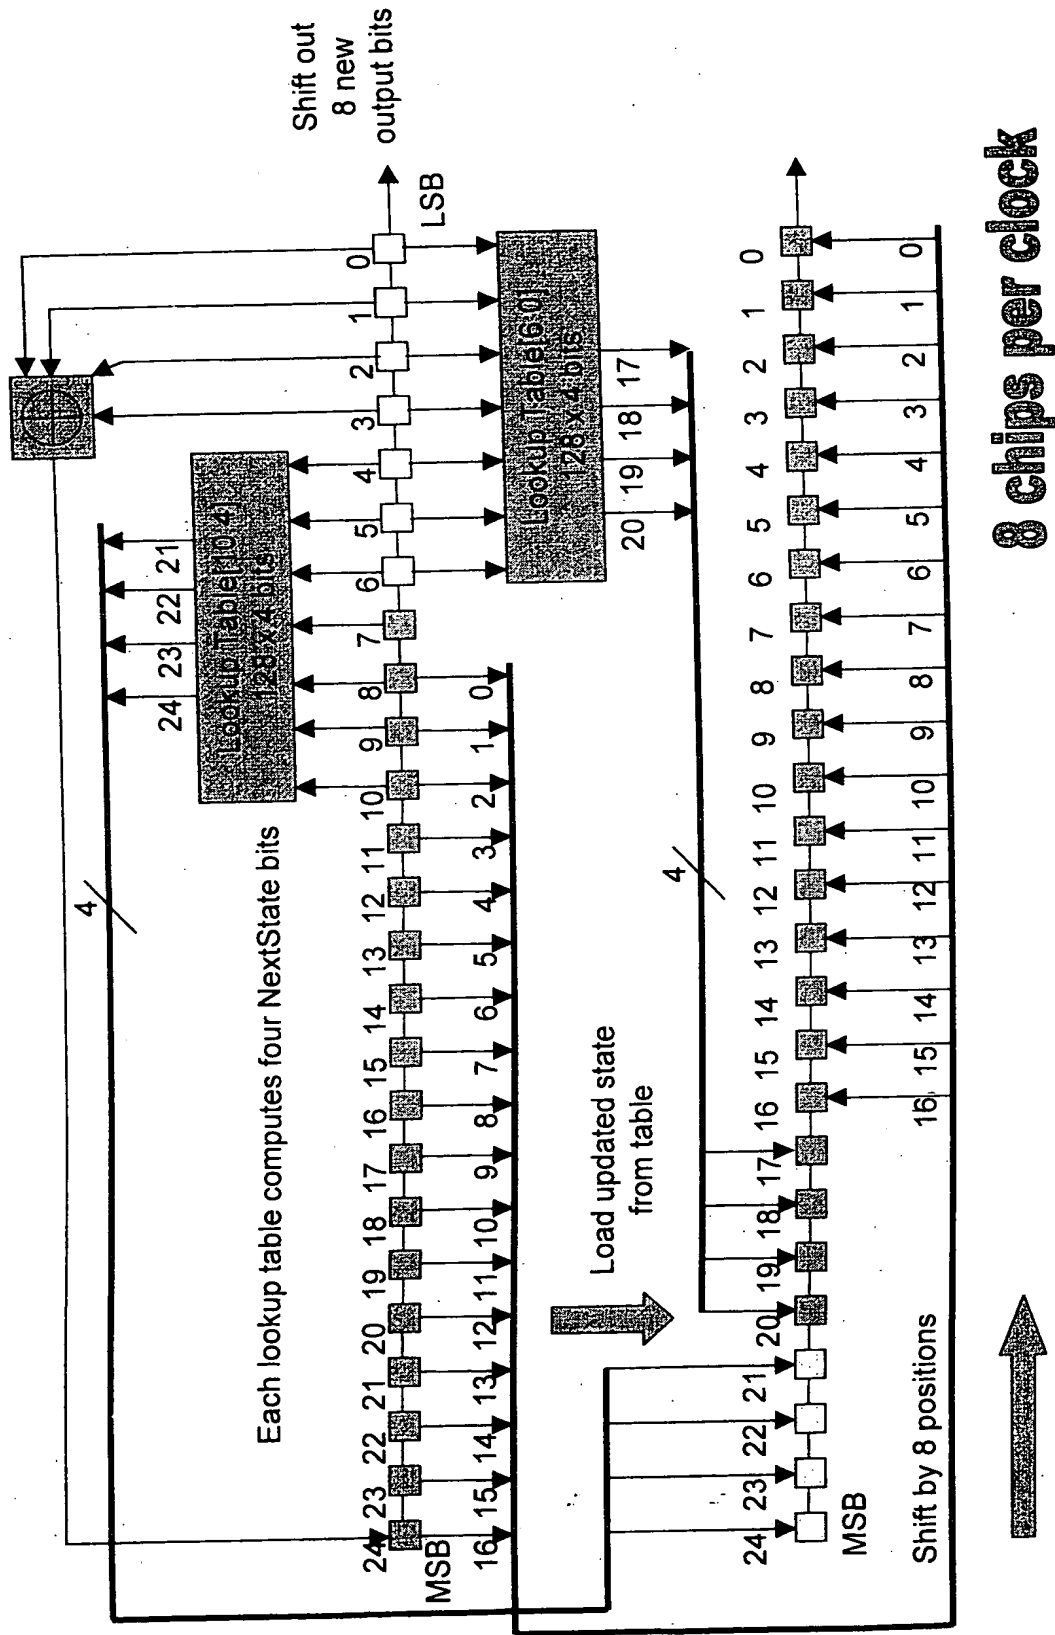 4
24 23 22 21
Lookup Table[10:4]
128 x 4 bits
Each lookup table computes four NextState bits
Shift out
8 new
output bits
24 23 22 21 20 19 18 17 16 15 14 13 12 11 10 9 8 7 6 5 4 3 2 1 0
MSB
LSB
16 15 14 13 12 11 10 9 8 7 6 5 4 3 2 1 0
Lookup Table[6:0]
128 x 4 bits
20 19 18 17
Load updated state
from table
4
24 23 22 21 20 19 18 17 16 15 14 13 12 11 10 9 8 7 6 5 4 3 2 1 0
MSB
16 15 14 13 12 11 10 9 8 7 6 5 4 3 2 1 0
Shift by 8 positions
8 chips per clock